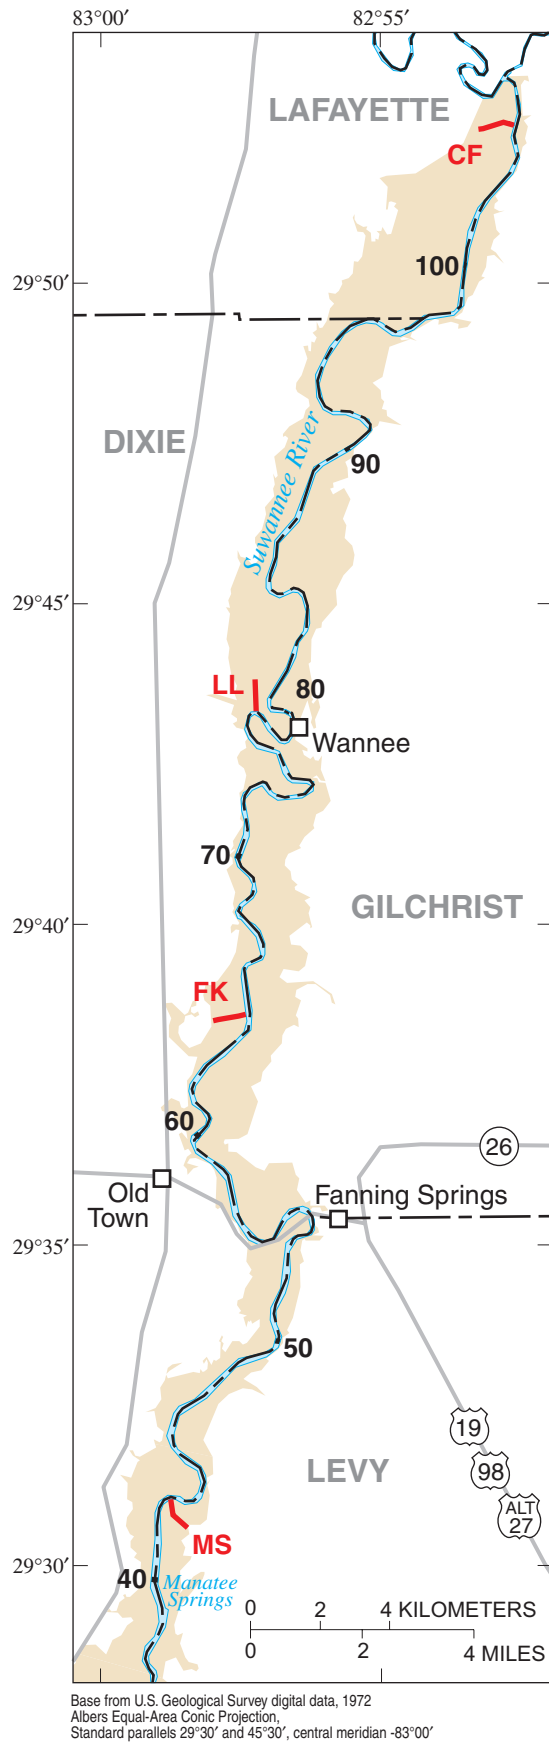 83°00′ 82°55′
LAFAYETTE
CF
100
29°50′
DIXIE
Suwannee River
90
29°45′
LL
80
Wannee
70
GILCHRIST
29°40′
FK
60
26
Old
Town
Fanning Springs
29°35′
50
19
LEVY
98
ALT
27
MS
29°30′
40
Manatee
Springs
0 2 4 KILOMETERS
0 2 4 MILES
Base from U.S. Geological Survey digital data, 1972
Albers Equal-Area Conic Projection,
Standard parallels 29°30′ and 45°30′, central meridian -83°00′